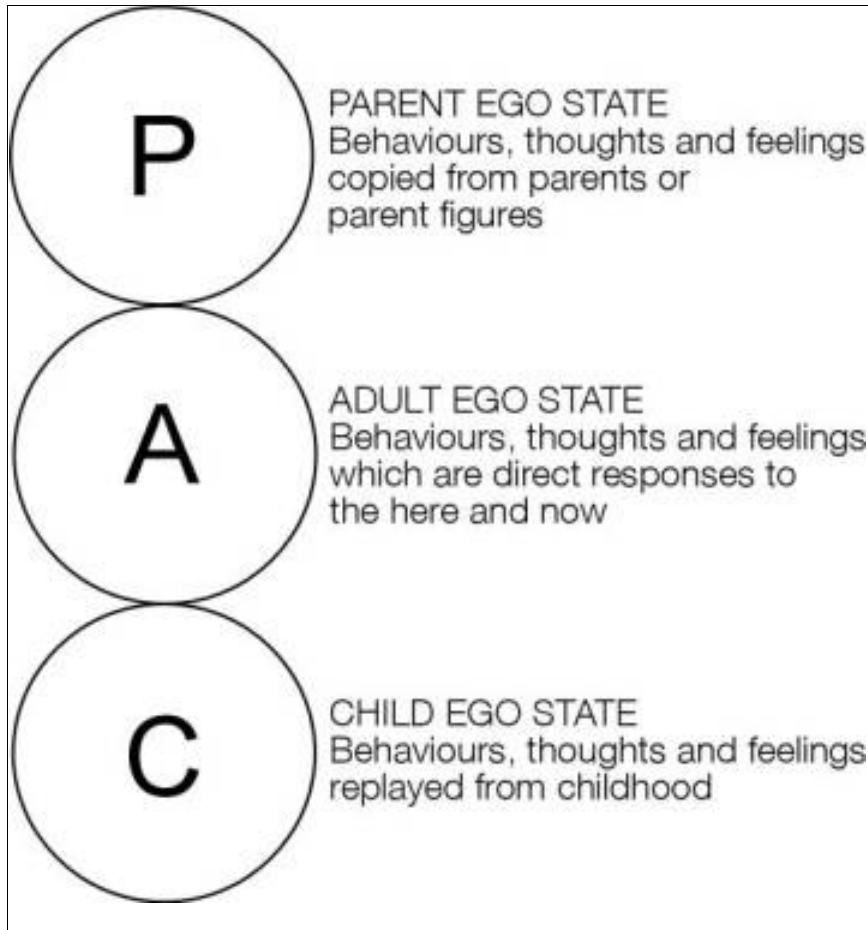 P
PARENT EGO STATE
Behaviours, thoughts and feelings
copied from parents or
parent figures
A
ADULT EGO STATE
Behaviours, thoughts and feelings
which are direct responses to
the here and now
C
CHILD EGO STATE
Behaviours, thoughts and feelings
replayed from childhood